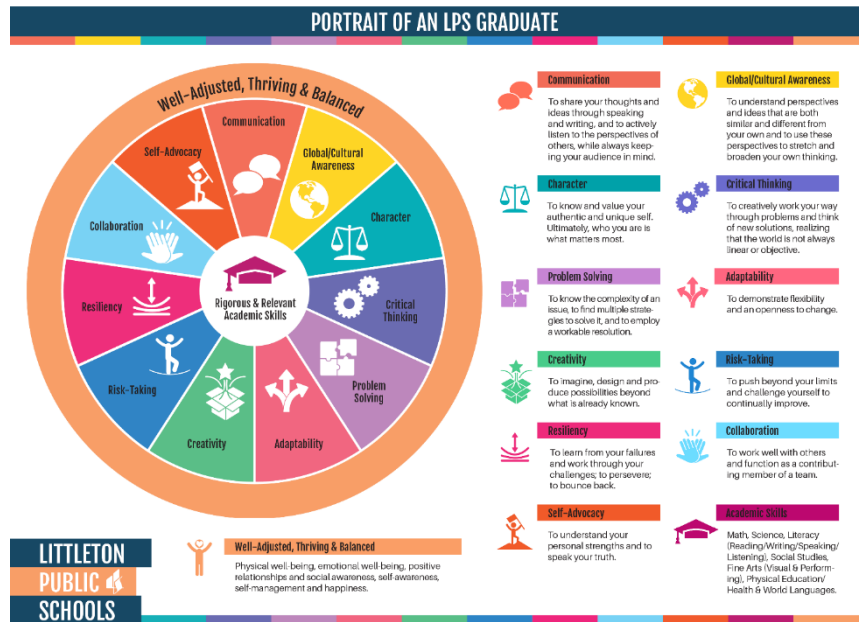 PORTRAIT OF AN LPS GRADUATE
Well-Adjusted, Thriving & Balanced
Communication
Global/Cultural
Awareness
Character
Critical
Thinking
Problem
Solving
Adaptability
Creativity
Risk-Taking
Resiliency
Collaboration
Self-Advocacy
Rigorous & Relevant
Academic Skills
Communication
To share your thoughts and
ideas through speaking
and writing, and to actively
listen to the perspectives of
others, while always keep-
ing your audience in mind.
Global/Cultural Awareness
To understand perspectives
and ideas that are both
similar and different from
your own and to use these
perspectives to stretch and
broaden your own thinking.
Character
To know and value your
authentic and unique self.
Ultimately, who you are is
what matters most.
Critical Thinking
To creatively work your way
through problems and think
of new solutions, realizing
that the world is not always
linear or objective.
Problem Solving
To know the complexity of an
issue, to find multiple strate-
gies to solve it, and to employ
a workable resolution.
Adaptability
To demonstrate flexibility
and an openness to change.
Creativity
To imagine, design and pro-
duce possibilities beyond
what is already known.
Risk-Taking
To push beyond your limits
and challenge yourself to
continually improve.
Resiliency
To learn from your failures
and work through your
challenges; to persevere;
to bounce back.
Collaboration
To work well with others
and function as a contribut-
ing member of a team.
Self-Advocacy
To understand your
personal strengths and to
speak your truth.
Academic Skills
Math, Science, Literacy
(Reading/Writing/Speaking/
Listening), Social Studies,
Fine Arts (Visual & Perform-
ing), Physical Education/
Health & World Languages.
Well-Adjusted, Thriving & Balanced
Physical well-being, emotional well-being, positive
relationships and social awareness, self-awareness,
self-management and happiness.
LITTLETON
PUBLIC
SCHOOLS